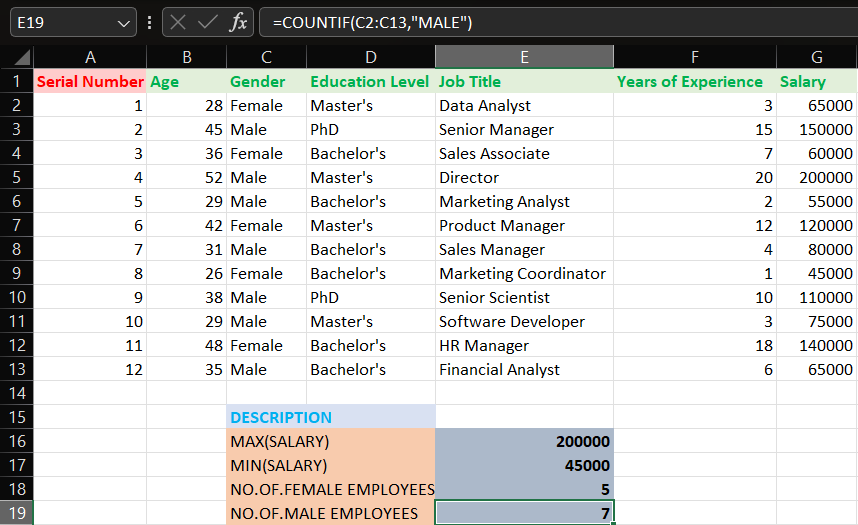 E19 fx =COUNTIF(C2:C13,"MALE")
A B C D E F G
1 Serial Number Age Gender Education Level Job Title Years of Experience Salary
2 1 28 Female Master's Data Analyst 3 65000
3 2 45 Male PhD Senior Manager 15 150000
4 3 36 Female Bachelor's Sales Associate 7 60000
5 4 52 Male Master's Director 20 200000
6 5 29 Male Bachelor's Marketing Analyst 2 55000
7 6 42 Female Master's Product Manager 12 120000
8 7 31 Male Bachelor's Sales Manager 4 80000
9 8 26 Female Bachelor's Marketing Coordinator 1 45000
10 9 38 Male PhD Senior Scientist 10 110000
11 10 29 Male Master's Software Developer 3 75000
12 11 48 Female Bachelor's HR Manager 18 140000
13 12 35 Male Bachelor's Financial Analyst 6 65000
14
15 DESCRIPTION
16 MAX(SALARY) 200000
17 MIN(SALARY) 45000
18 NO.OF.FEMALE EMPLOYEES 5
19 NO.OF.MALE EMPLOYEES 7